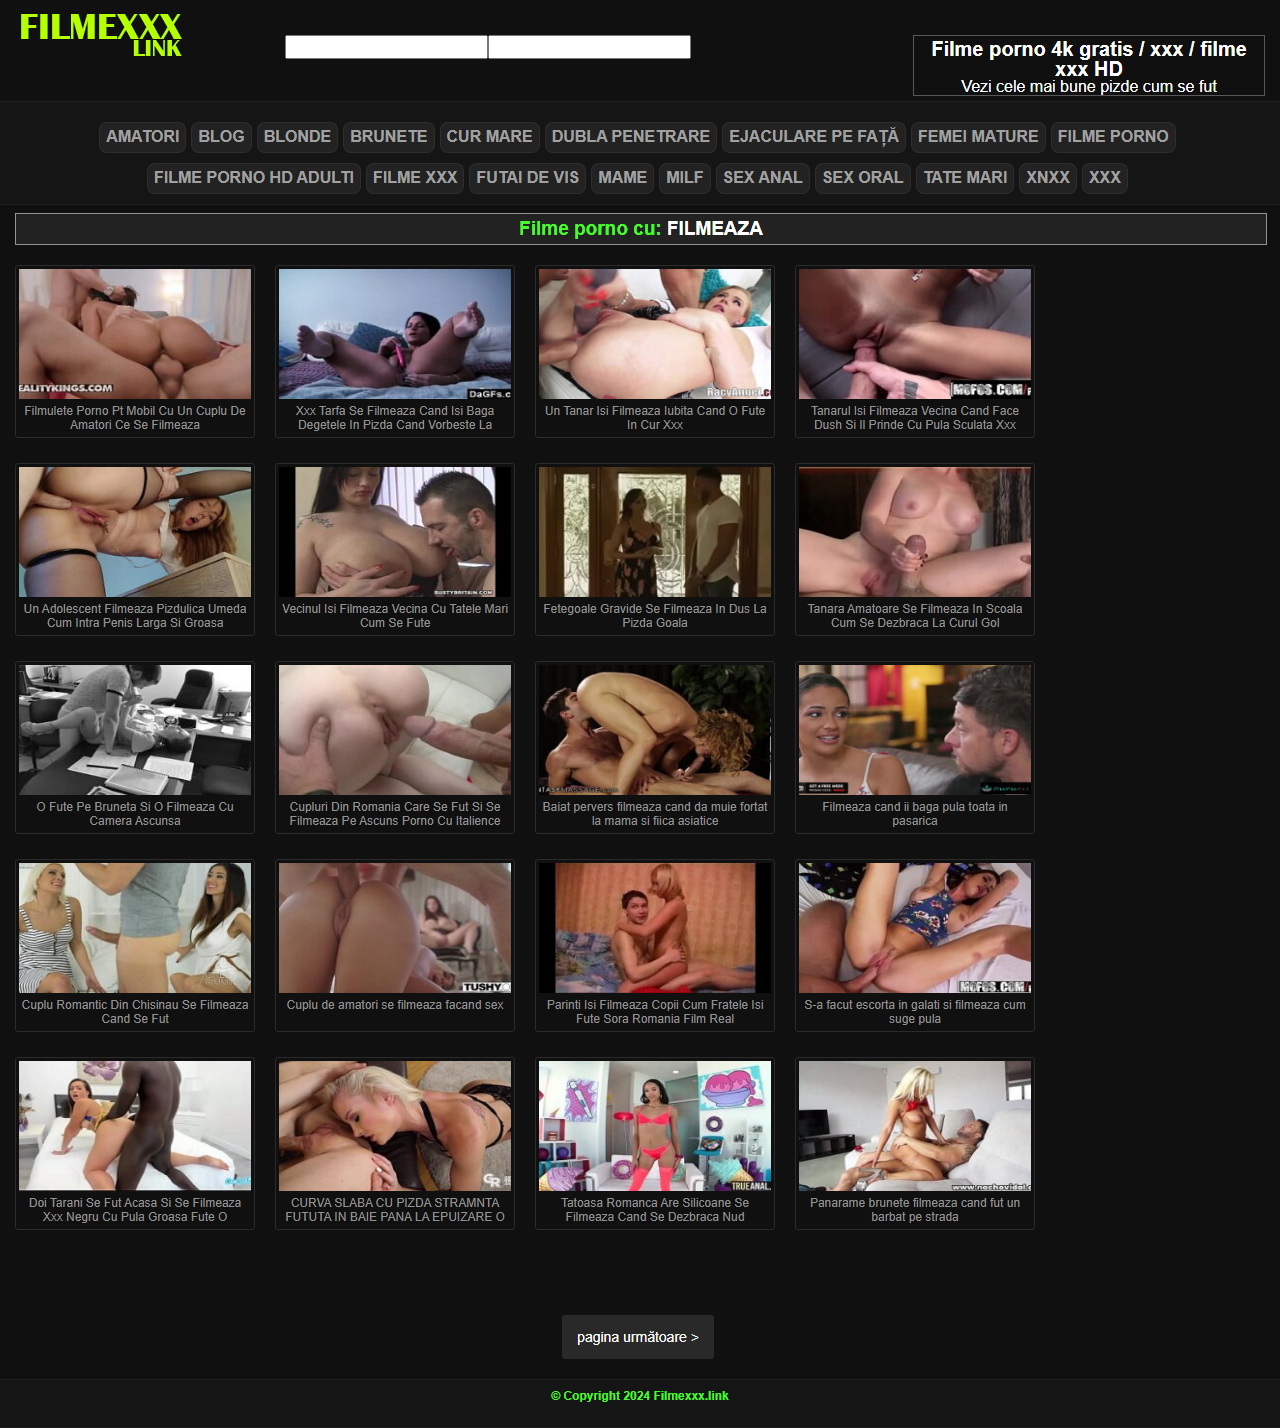 FILMEXXX
LINK
Filme porno 4k gratis / xxx / filme
xxx HD
Vezi cele mai bune pizde cum se fut
AMATORI BLOG BLONDE BRUNETE CUR MARE DUBLA PENETRARE EJACULARE PE FAȚĂ FEMEI MATURE FILME PORNO
FILME PORNO HD ADULTI FILME XXX FUTAI DE VIS MAME MILF SEX ANAL SEX ORAL TATE MARI XNXX XXX
Filme porno cu: FILMEAZA
EALITYKINGS.COM
DaGFs.c
RacyAngel.c
MOFOS.COM/
Filmulete Porno Pt Mobil Cu Un Cuplu De
Amatori Ce Se Filmeaza
Xxx Tarfa Se Filmeaza Cand Isi Baga
Degetele In Pizda Cand Vorbeste La
Un Tanar Isi Filmeaza Iubita Cand O Fute
In Cur Xxx
Tanarul Isi Filmeaza Vecina Cand Face
Dush Si Il Prinde Cu Pula Sculata Xxx
BUSTYBRITAIN.COM
Un Adolescent Filmeaza Pizdulica Umeda
Cum Intra Penis Larga Si Groasa
Vecinul Isi Filmeaza Vecina Cu Tatele Mari
Cum Se Fute
Fetegoale Gravide Se Filmeaza In Dus La
Pizda Goala
Tanara Amatoare Se Filmeaza In Scoala
Cum Se Dezbraca La Curul Gol
O Fute Pe Bruneta Si O Filmeaza Cu
Camera Ascunsa
Cupluri Din Romania Care Se Fut Si Se
Filmeaza Pe Ascuns Porno Cu Italience
Baiat pervers filmeaza cand da muie fortat
la mama si fiica asiatice
Filmeaza cand ii baga pula toata in
pasarica
TUSHY
MOFOS.COM
Cuplu Romantic Din Chisinau Se Filmeaza
Cand Se Fut
Cuplu de amatori se filmeaza facand sex
Parinti Isi Filmeaza Copii Cum Fratele Isi
Fute Sora Romania Film Real
S-a facut escorta in galati si filmeaza cum
suge pula
GR
TRUEANAL
www.nachovidal.c
Doi Tarani Se Fut Acasa Si Se Filmeaza
Xxx Negru Cu Pula Groasa Fute O
CURVA SLABA CU PIZDA STRAMNTA
FUTUTA IN BAIE PANA LA EPUIZARE O
Tatoasa Romanca Are Silicoane Se
Filmeaza Cand Se Dezbraca Nud
Panarame brunete filmeaza cand fut un
barbat pe strada
pagina următoare >
© Copyright 2024 Filmexxx.link